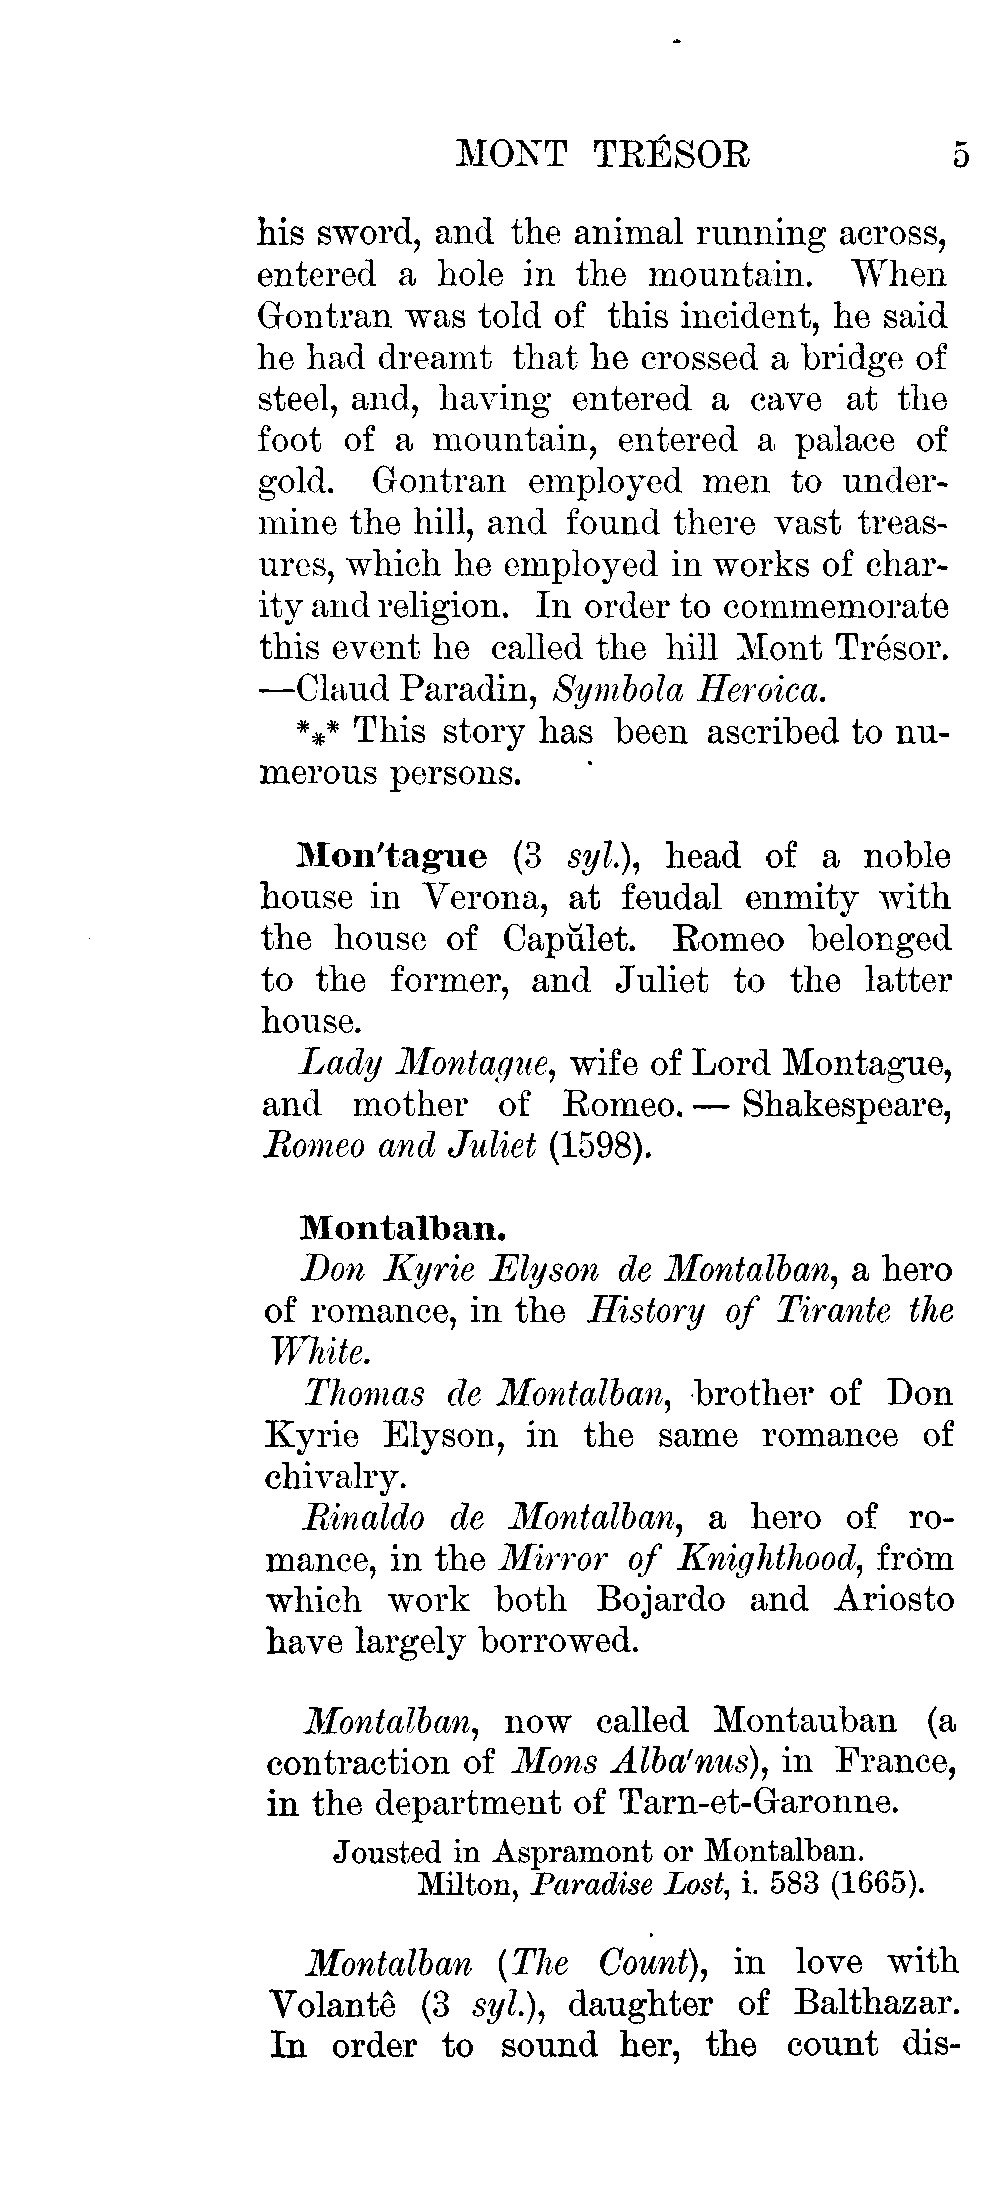 MONT TRÉSOR 5
his sword, and the animal running across,
entered a hole in the mountain. When
Gontran was told of this incident, he said
he had dreamt that he crossed a bridge of
steel, and, having entered a cave at the
foot of a mountain, entered a palace of
gold. Gontran employed men to under-
mine the hill, and found there vast treas-
ures, which he employed in works of char-
ity and religion. In order to commemorate
this event he called the hill Mont Trésor.
—Claud Paradin, Symbola Heroica.
*⁎* This story has been ascribed to nu-
merous persons.
Mon'tague (3 syl.), head of a noble
house in Verona, at feudal enmity with
the house of Capŭlet. Romeo belonged
to the former, and Juliet to the latter
house.
Lady Montague, wife of Lord Montague,
and mother of Romeo. — Shakespeare,
Romeo and Juliet (1598).
Montalban.
Don Kyrie Elyson de Montalban, a hero
of romance, in the History of Tirante the
White.
Thomas de Montalban, brother of Don
Kyrie Elyson, in the same romance of
chivalry.
Rinaldo de Montalban, a hero of ro-
mance, in the Mirror of Knighthood, from
which work both Bojardo and Ariosto
have largely borrowed.
Montalban, now called Montauban (a
contraction of Mons Alba'nus), in France,
in the department of Tarn-et-Garonne.
Jousted in Aspramont or Montalban.
Milton, Paradise Lost, i. 583 (1665).
Montalban (The Count), in love with
Volantê (3 syl.), daughter of Balthazar.
In order to sound her, the count dis-